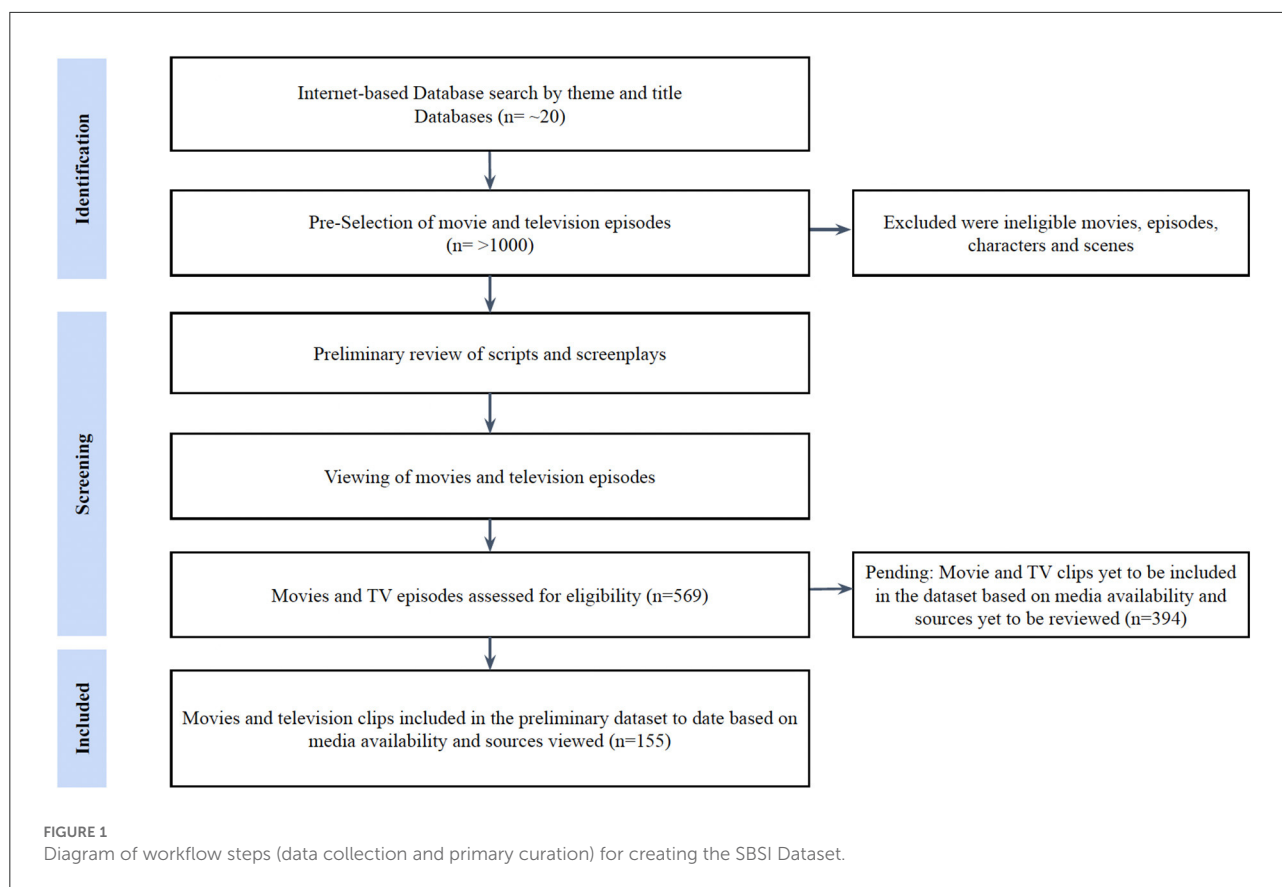 Identification
Internet-based Database search by theme and title
Databases (n= ~20)
Pre-Selection of movie and television episodes
(n= >1000)
Excluded were ineligible movies, episodes,
characters and scenes
Screening
Preliminary review of scripts and screenplays
Viewing of movies and television episodes
Movies and TV episodes assessed for eligibility (n=569)
Pending: Movie and TV clips yet to be included
in the dataset based on media availability and
sources yet to be reviewed (n=394)
Included
Movies and television clips included in the preliminary dataset to date based on
media availability and sources viewed (n=155)
FIGURE 1
Diagram of workflow steps (data collection and primary curation) for creating the SBSI Dataset.